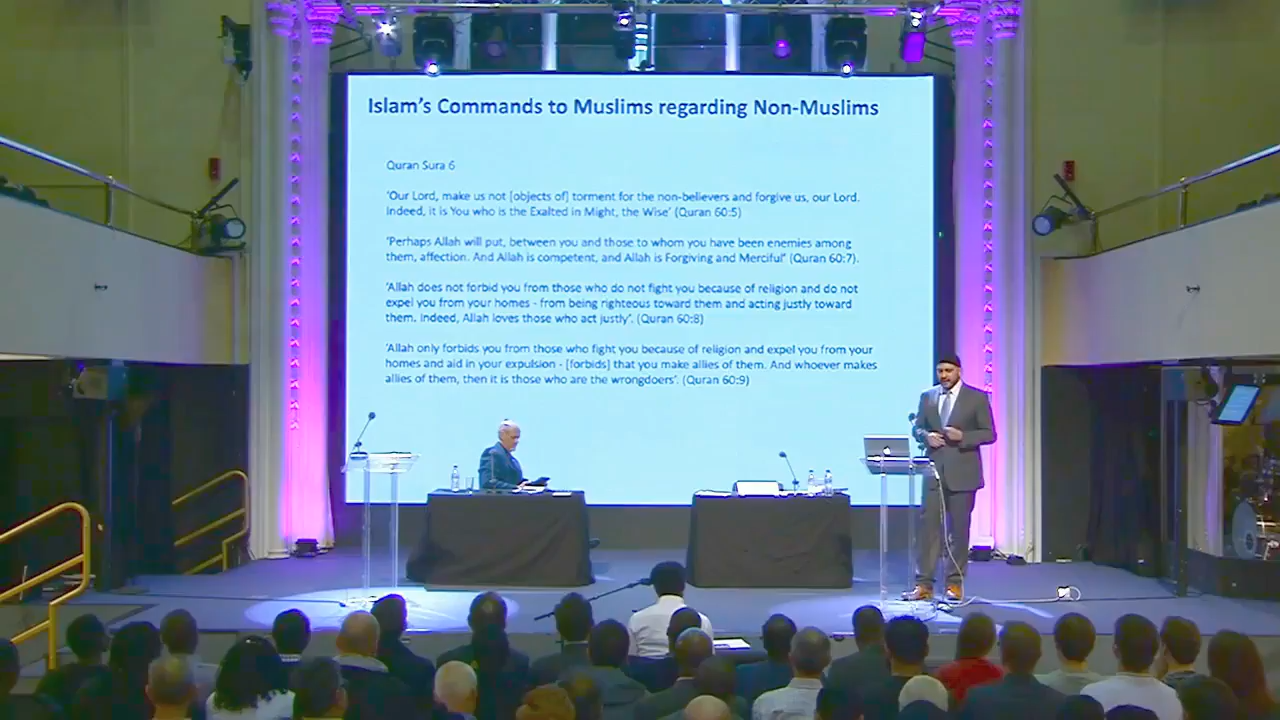 Islam's Commands to Muslims regarding Non-Muslims
Quran Sura 6
'Our Lord, make us not [objects of] torment for the non-believers and forgive us, our Lord.
Indeed, it is You who is the Exalted in Might, the Wise' (Quran 60:5)
'Perhaps Allah will put, between you and those to whom you have been enemies among
them, affection. And Allah is competent, and Allah is Forgiving and Merciful' (Quran 60:7).
'Allah does not forbid you from those who do not fight you because of religion and do not
expel you from your homes - from being righteous toward them and acting justly toward
them. Indeed, Allah loves those who act justly'. (Quran 60:8)
'Allah only forbids you from those who fight you because of religion and expel you from your
homes and aid in your expulsion - [forbids] that you make allies of them. And whoever makes
allies of them, then it is those who are the wrongdoers'. (Quran 60:9)